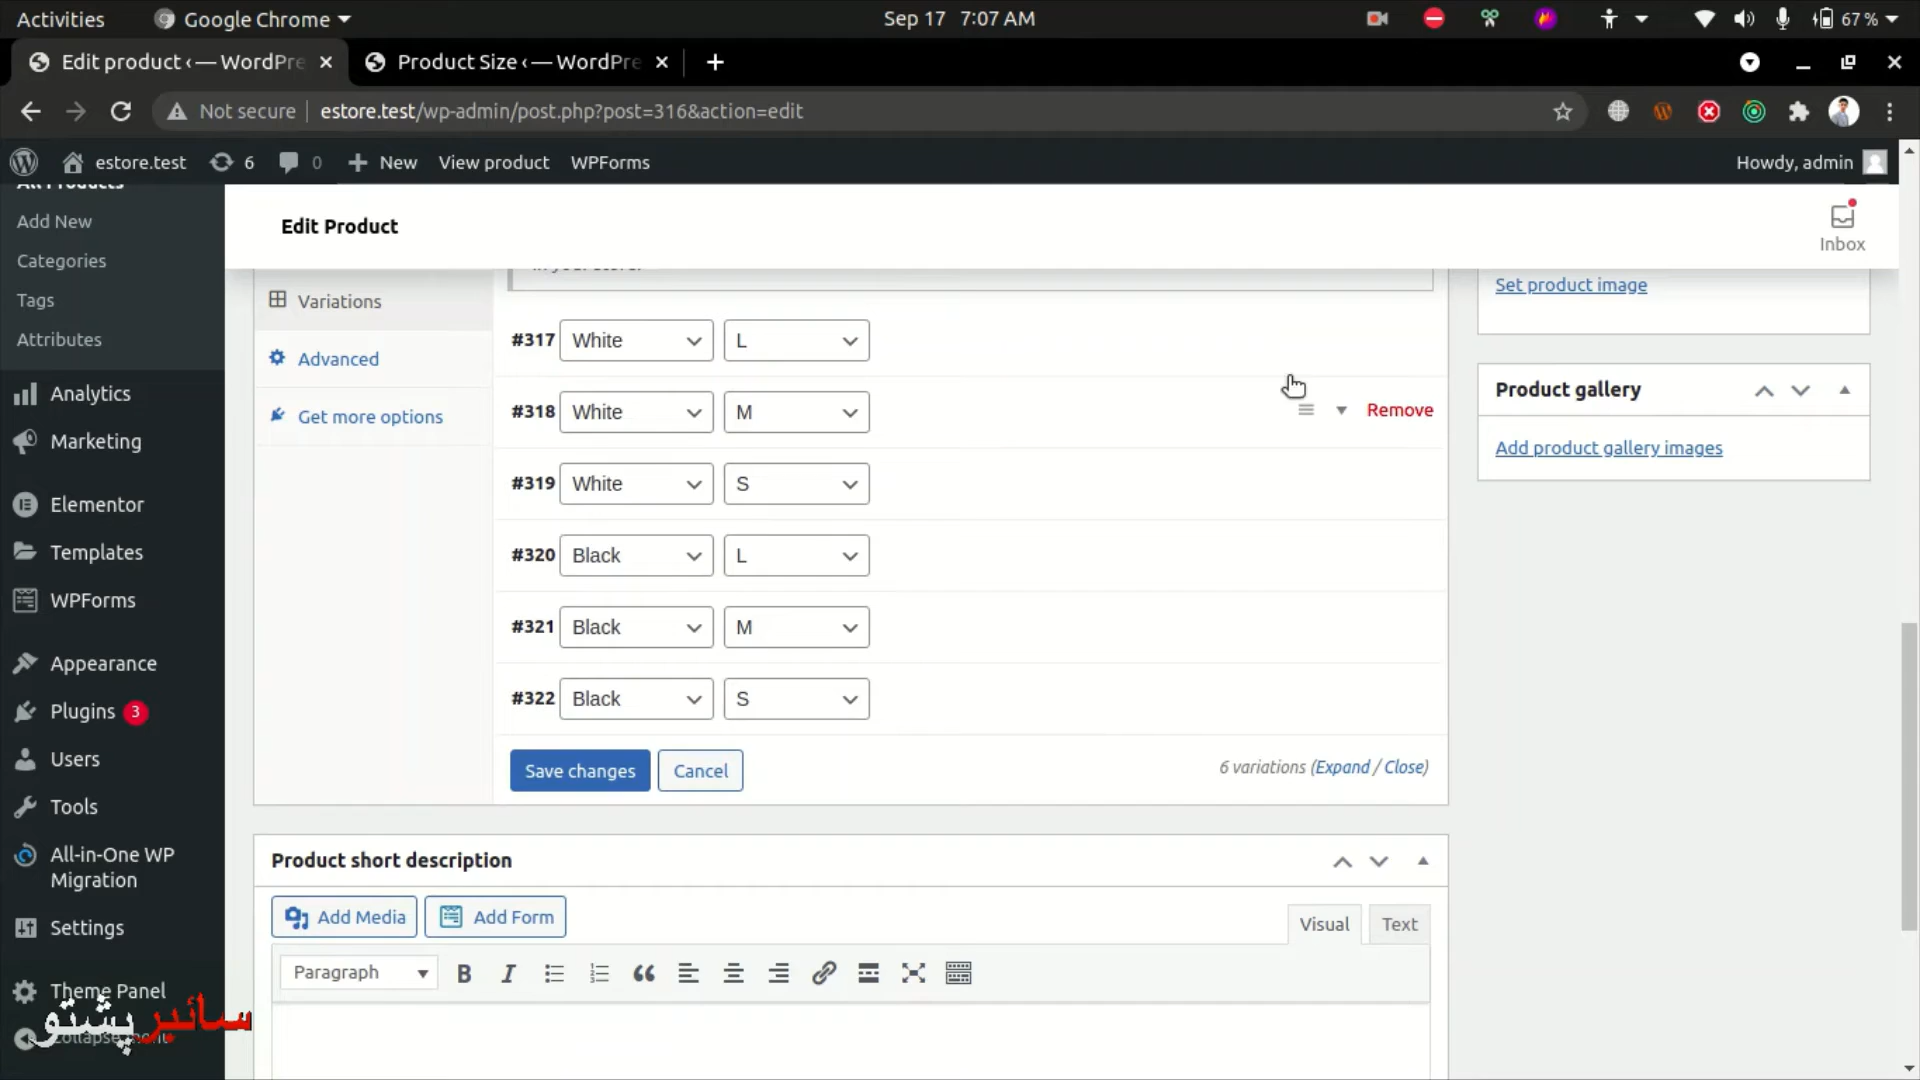 Activities Google Chrome Sep 17 7:07 AM 67 %
Edit product ‹ — WordPre Product Size ‹ — WordPre
Not secure estore.test/wp-admin/post.php?post=316&action=edit
estore.test 6 0 New View product WPForms Howdy, admin
All Products
Add New
Categories
Tags
Attributes
Analytics
Marketing
Elementor
Templates
WPForms
Appearance
Plugins 3
Users
Tools
All-in-One WP
Migration
Settings
Theme Panel
Collapse menu
سائبر پشتو
Edit Product
Inbox
in your store.
Variations
Advanced
Get more options
#317 White L
#318 White M Remove
#319 White S
#320 Black L
#321 Black M
#322 Black S
Save changes Cancel 6 variations (Expand / Close)
Set product image
Product gallery
Add product gallery images
Product short description
Add Media Add Form Visual Text
Paragraph